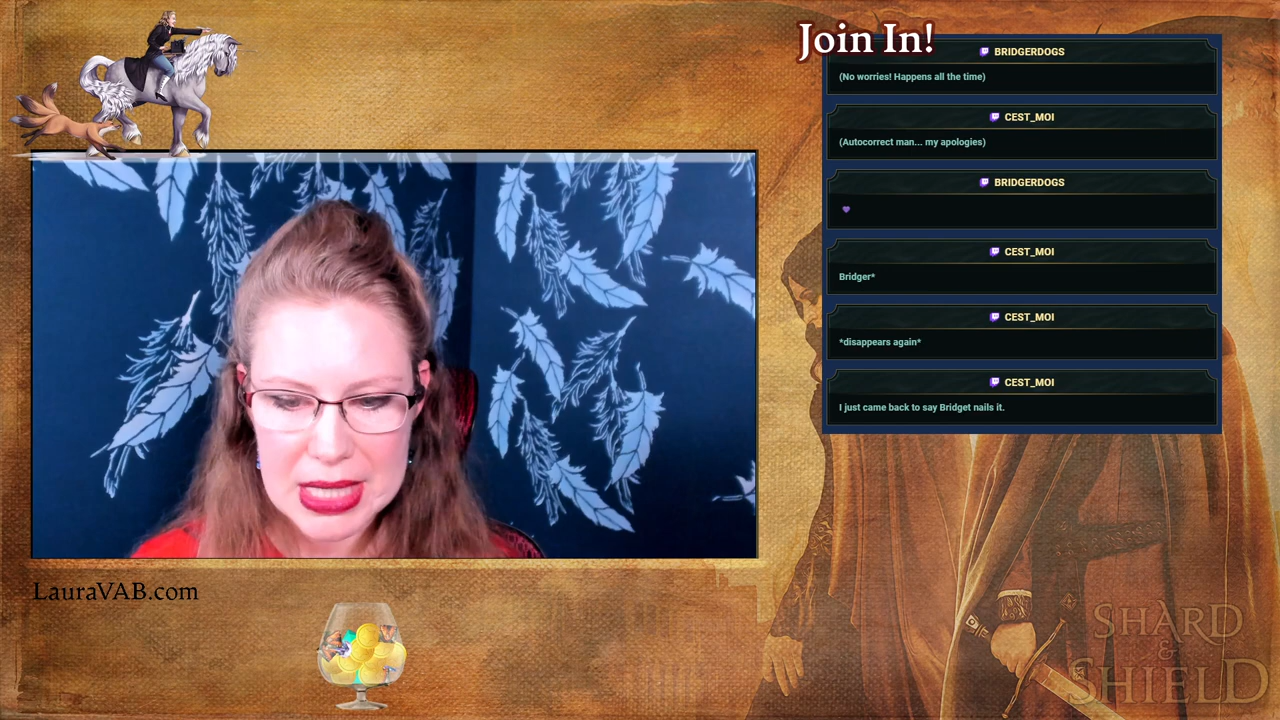 Join In!
BRIDGERDOGS
(No worries! Happens all the time)
CEST_MOI
(Autocorrect man... my apologies)
BRIDGERDOGS
CEST_MOI
Bridger*
CEST_MOI
*disappears again*
CEST_MOI
I just came back to say Bridget nails it.
LauraVAB.com
SHARD
&
SHIELD